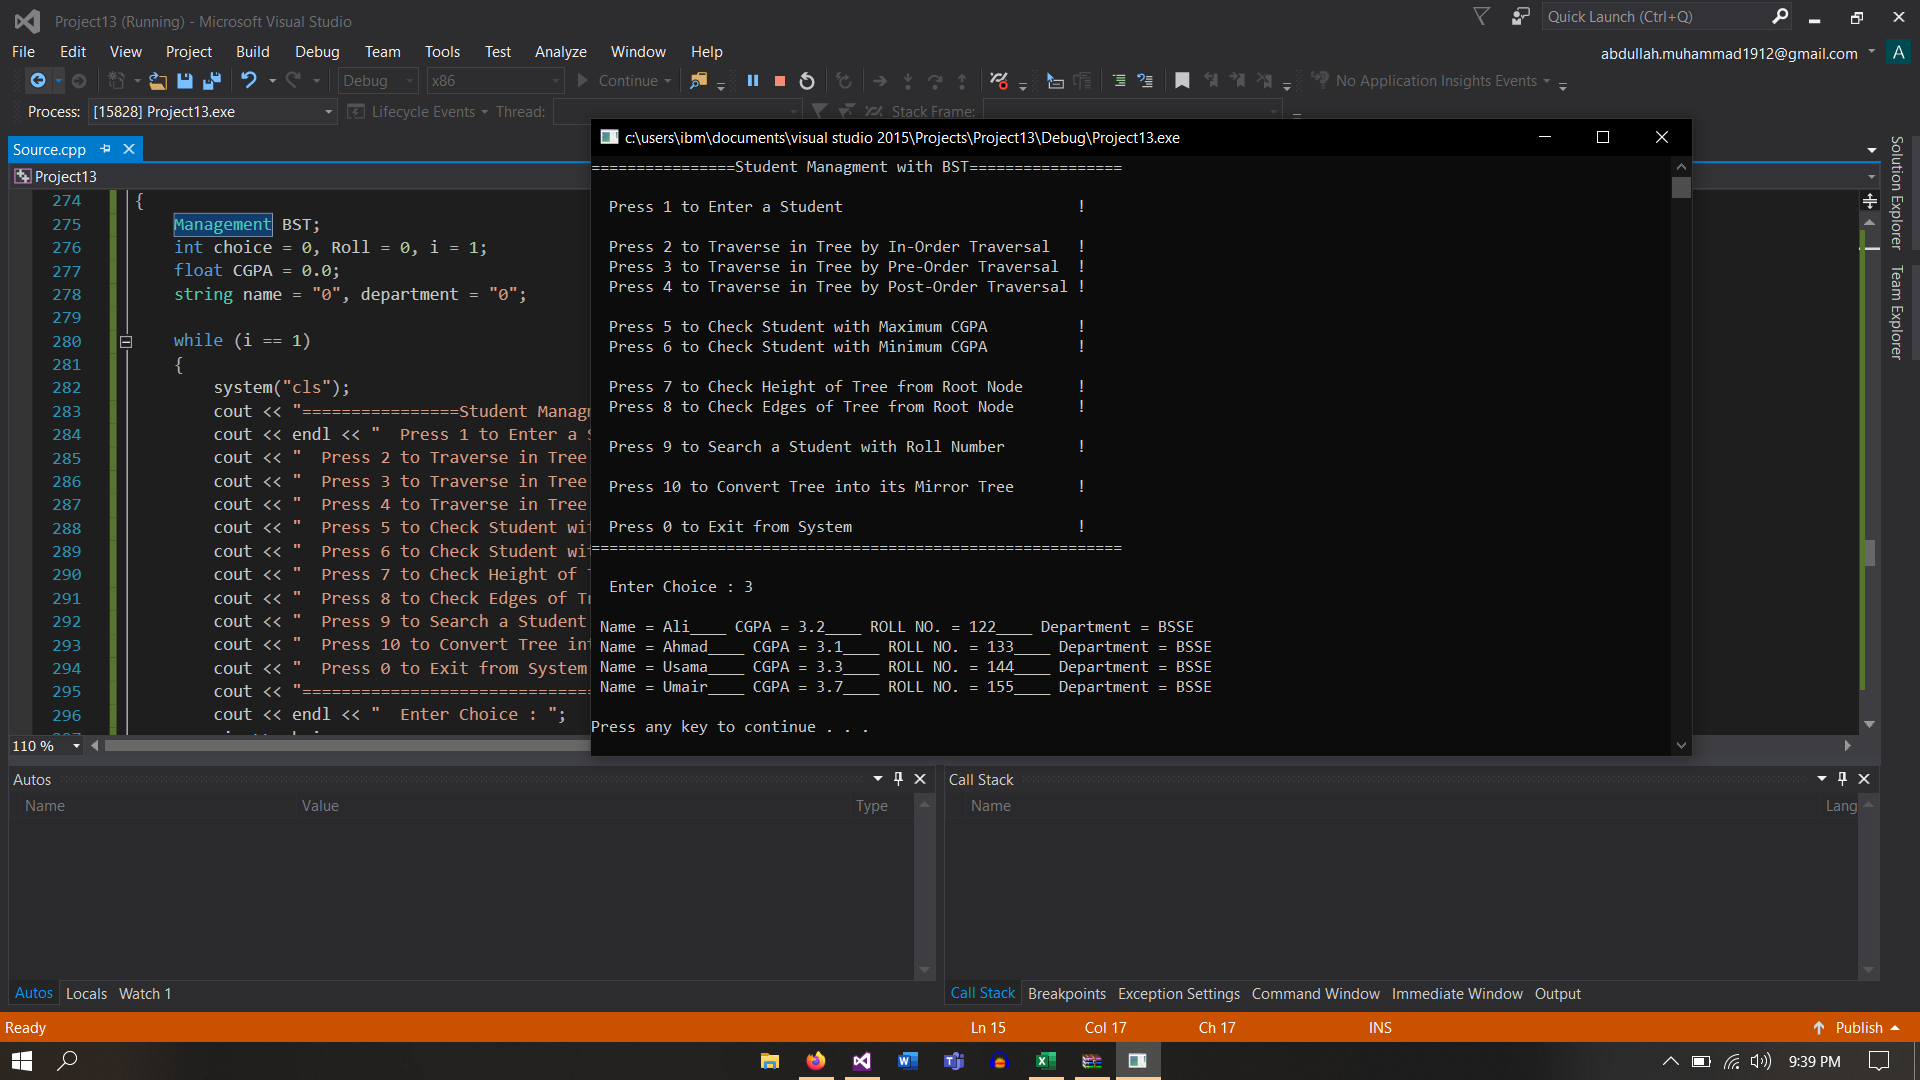 Project13 (Running) - Microsoft Visual Studio
Quick Launch (Ctrl+Q)
File Edit View Project Build Debug Team Tools Test Analyze Window Help
abdullah.muhammad1912@gmail.com A
Debug x86 Continue No Application Insights Events
Process: [15828] Project13.exe Lifecycle Events Thread: Stack Frame:
Source.cpp
Project13
274 {
275 Management BST;
276 int choice = 0, Roll = 0, i = 1;
277 float CGPA = 0.0;
278 string name = "0", department = "0";
279
280 while (i == 1)
281 {
282 system("cls");
283 cout << "================Student Managm
284 cout << endl << "  Press 1 to Enter a S
285 cout << "  Press 2 to Traverse in Tree
286 cout << "  Press 3 to Traverse in Tree
287 cout << "  Press 4 to Traverse in Tree
288 cout << "  Press 5 to Check Student wit
289 cout << "  Press 6 to Check Student wit
290 cout << "  Press 7 to Check Height of T
291 cout << "  Press 8 to Check Edges of Tr
292 cout << "  Press 9 to Search a Student
293 cout << "  Press 10 to Convert Tree int
294 cout << "  Press 0 to Exit from System
295 cout << "==============================
296 cout << endl << "  Enter Choice : ";
110 %
c:\users\ibm\documents\visual studio 2015\Projects\Project13\Debug\Project13.exe
================Student Managment with BST=================
Press 1 to Enter a Student !
Press 2 to Traverse in Tree by In-Order Traversal !
Press 3 to Traverse in Tree by Pre-Order Traversal !
Press 4 to Traverse in Tree by Post-Order Traversal !
Press 5 to Check Student with Maximum CGPA !
Press 6 to Check Student with Minimum CGPA !
Press 7 to Check Height of Tree from Root Node !
Press 8 to Check Edges of Tree from Root Node !
Press 9 to Search a Student with Roll Number !
Press 10 to Convert Tree into its Mirror Tree !
Press 0 to Exit from System !
===========================================================
Enter Choice : 3
Name = Ali____ CGPA = 3.2____ ROLL NO. = 122____ Department = BSSE
Name = Ahmad____ CGPA = 3.1____ ROLL NO. = 133____ Department = BSSE
Name = Usama____ CGPA = 3.3____ ROLL NO. = 144____ Department = BSSE
Name = Umair____ CGPA = 3.7____ ROLL NO. = 155____ Department = BSSE
Press any key to continue . . .
Solution Explorer
Team Explorer
Autos
Name Value Type
Autos Locals Watch 1
Call Stack
Name Lang
Call Stack Breakpoints Exception Settings Command Window Immediate Window Output
Ready Ln 15 Col 17 Ch 17 INS Publish
9:39 PM